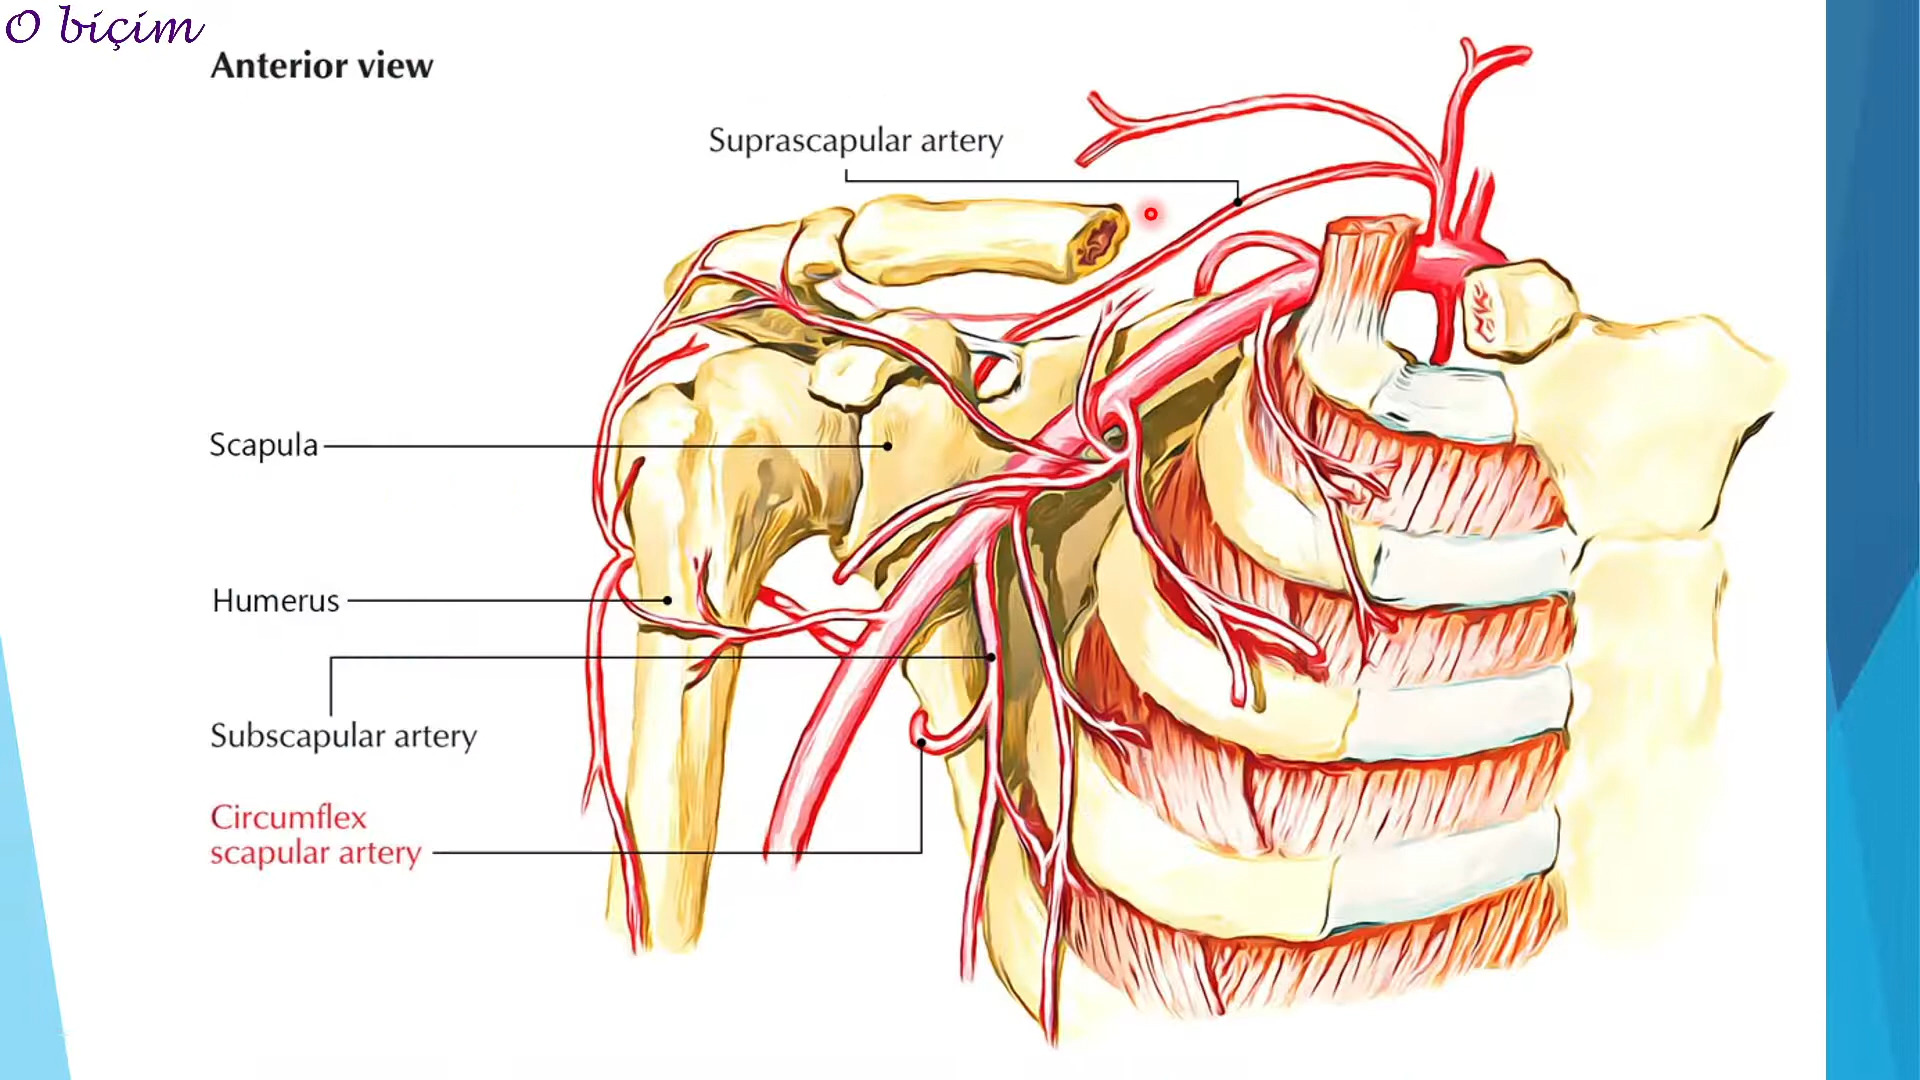 O biçim
Anterior view
Suprascapular artery
Scapula
Humerus
Subscapular artery
Circumflex
scapular artery